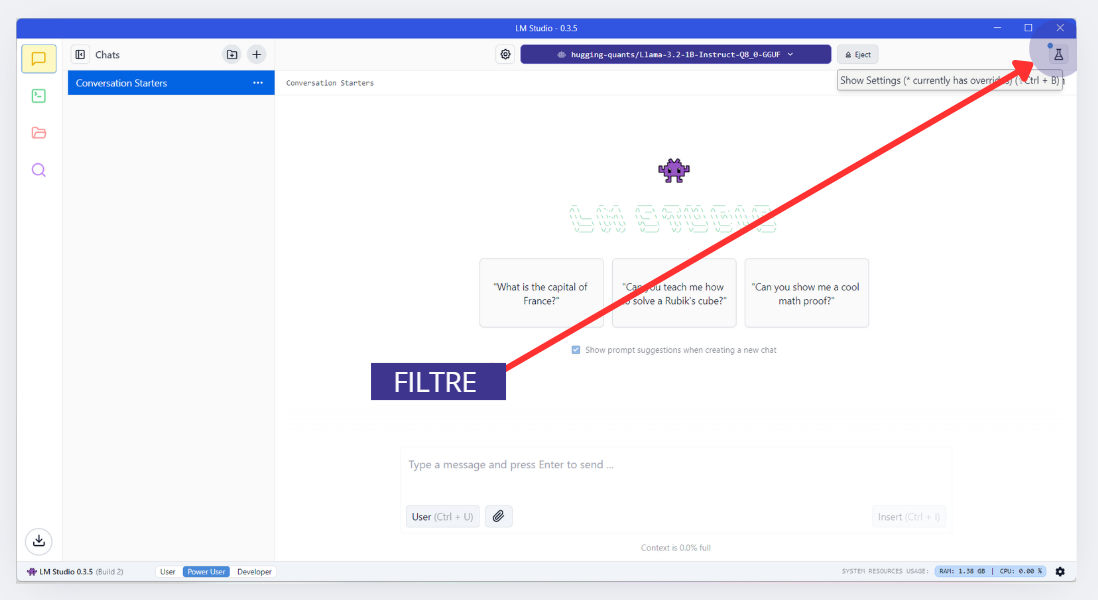 LM Studio - 0.3.5
Chats
hugging-quants/Llama-3.2-1B-Instruct-Q8_0-GGUF
Eject
Conversation Starters
Conversation Starters
Show Settings (* currently has overrides) ( Ctrl + B)
LM STUDIO
"What is the capital of
France?"
"Can you teach me how
to solve a Rubik's cube?"
"Can you show me a cool
math proof?"
Show prompt suggestions when creating a new chat
FILTRE
Type a message and press Enter to send ...
User (Ctrl + U)
Insert (Ctrl + I)
Context is 0.0% full
LM Studio 0.3.5 (Build 2)
User
Power User
Developer
SYSTEM RESOURCES USAGE:
RAM: 1.38 GB | CPU: 0.00 %